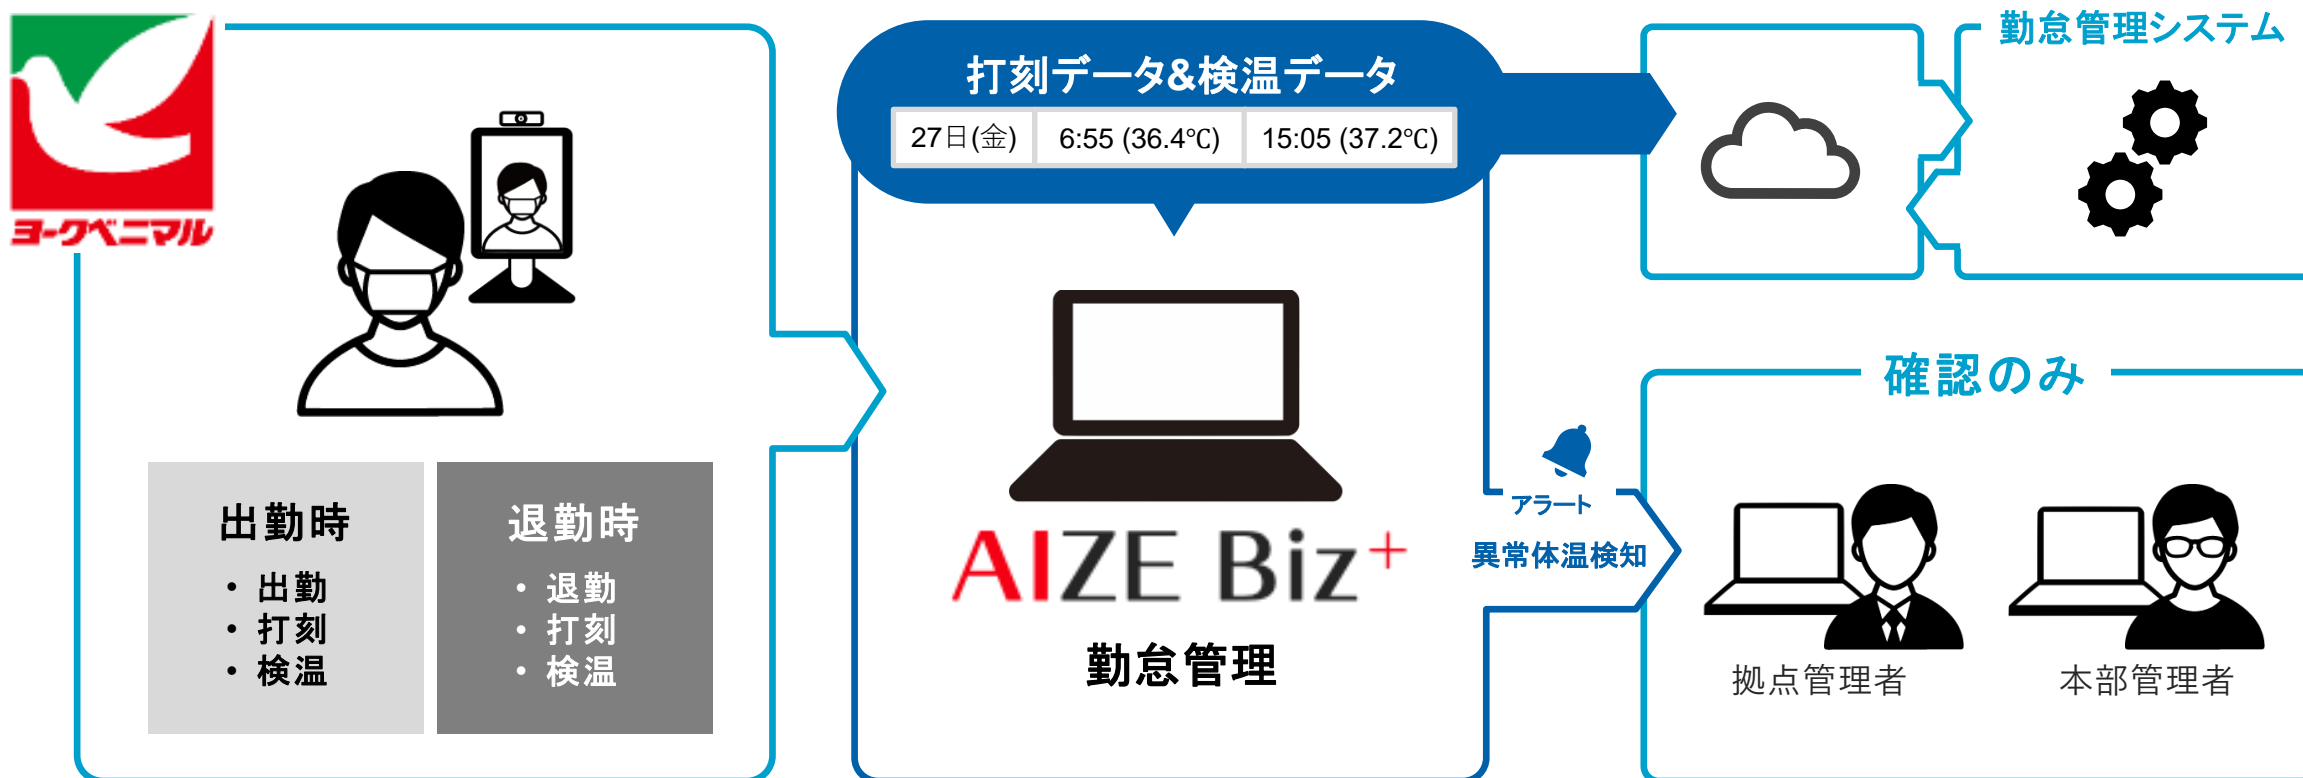 ヨークベニマル
出勤時
・出勤
・打刻
・検温
退勤時
・退勤
・打刻
・検温
打刻データ&検温データ
27日(金) 6:55 (36.4℃) 15:05 (37.2℃)
AIZE Biz+
勤怠管理
勤怠管理システム
アラート
異常体温検知
確認のみ
拠点管理者
本部管理者